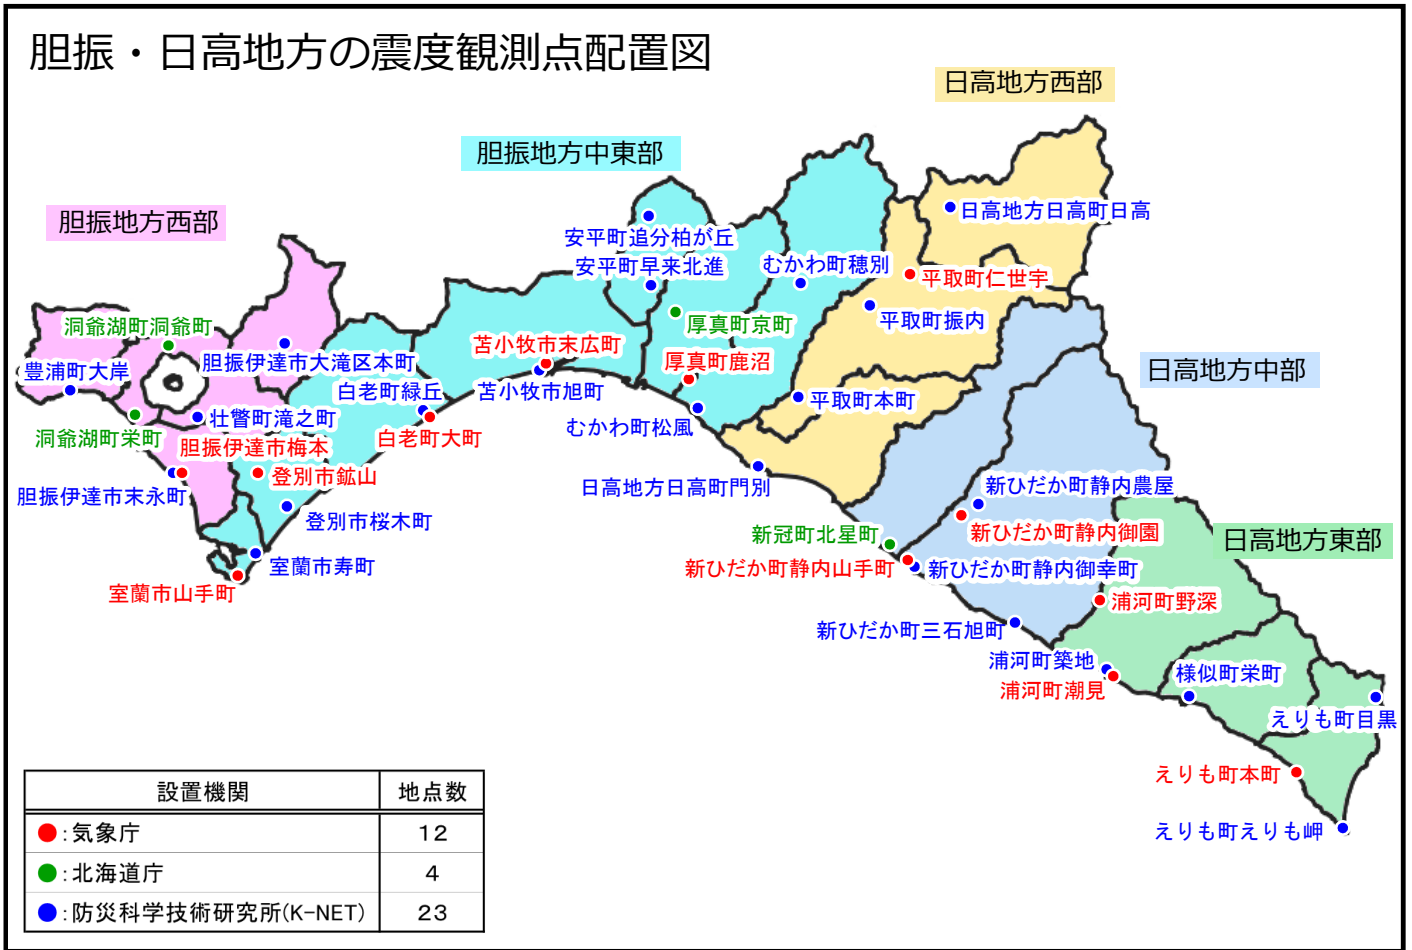 胆振・日高地方の震度観測点配置図
日高地方西部
胆振地方中東部
胆振地方西部
日高地方日高町日高
安平町追分柏が丘
安平町早来北進
むかわ町穂別
平取町仁世宇
平取町振内
洞爺湖町洞爺町
厚真町京町
苫小牧市末広町
胆振伊達市大滝区本町
厚真町鹿沼
豊浦町大岸
日高地方中部
白老町緑丘
苫小牧市旭町
平取町本町
壮瞥町滝之町
むかわ町松風
洞爺湖町栄町
白老町大町
胆振伊達市梅本
登別市鉱山
日高地方日高町門別
新ひだか町静内農屋
胆振伊達市末永町
登別市桜木町
新冠町北星町
新ひだか町静内御園
日高地方東部
室蘭市寿町
新ひだか町静内山手町
新ひだか町静内御幸町
室蘭市山手町
浦河町野深
新ひだか町三石旭町
浦河町築地
様似町栄町
浦河町潮見
えりも町目黒
えりも町本町
えりも町えりも岬
設置機関 地点数
●:気象庁 12
●:北海道庁 4
●:防災科学技術研究所(K-NET) 23